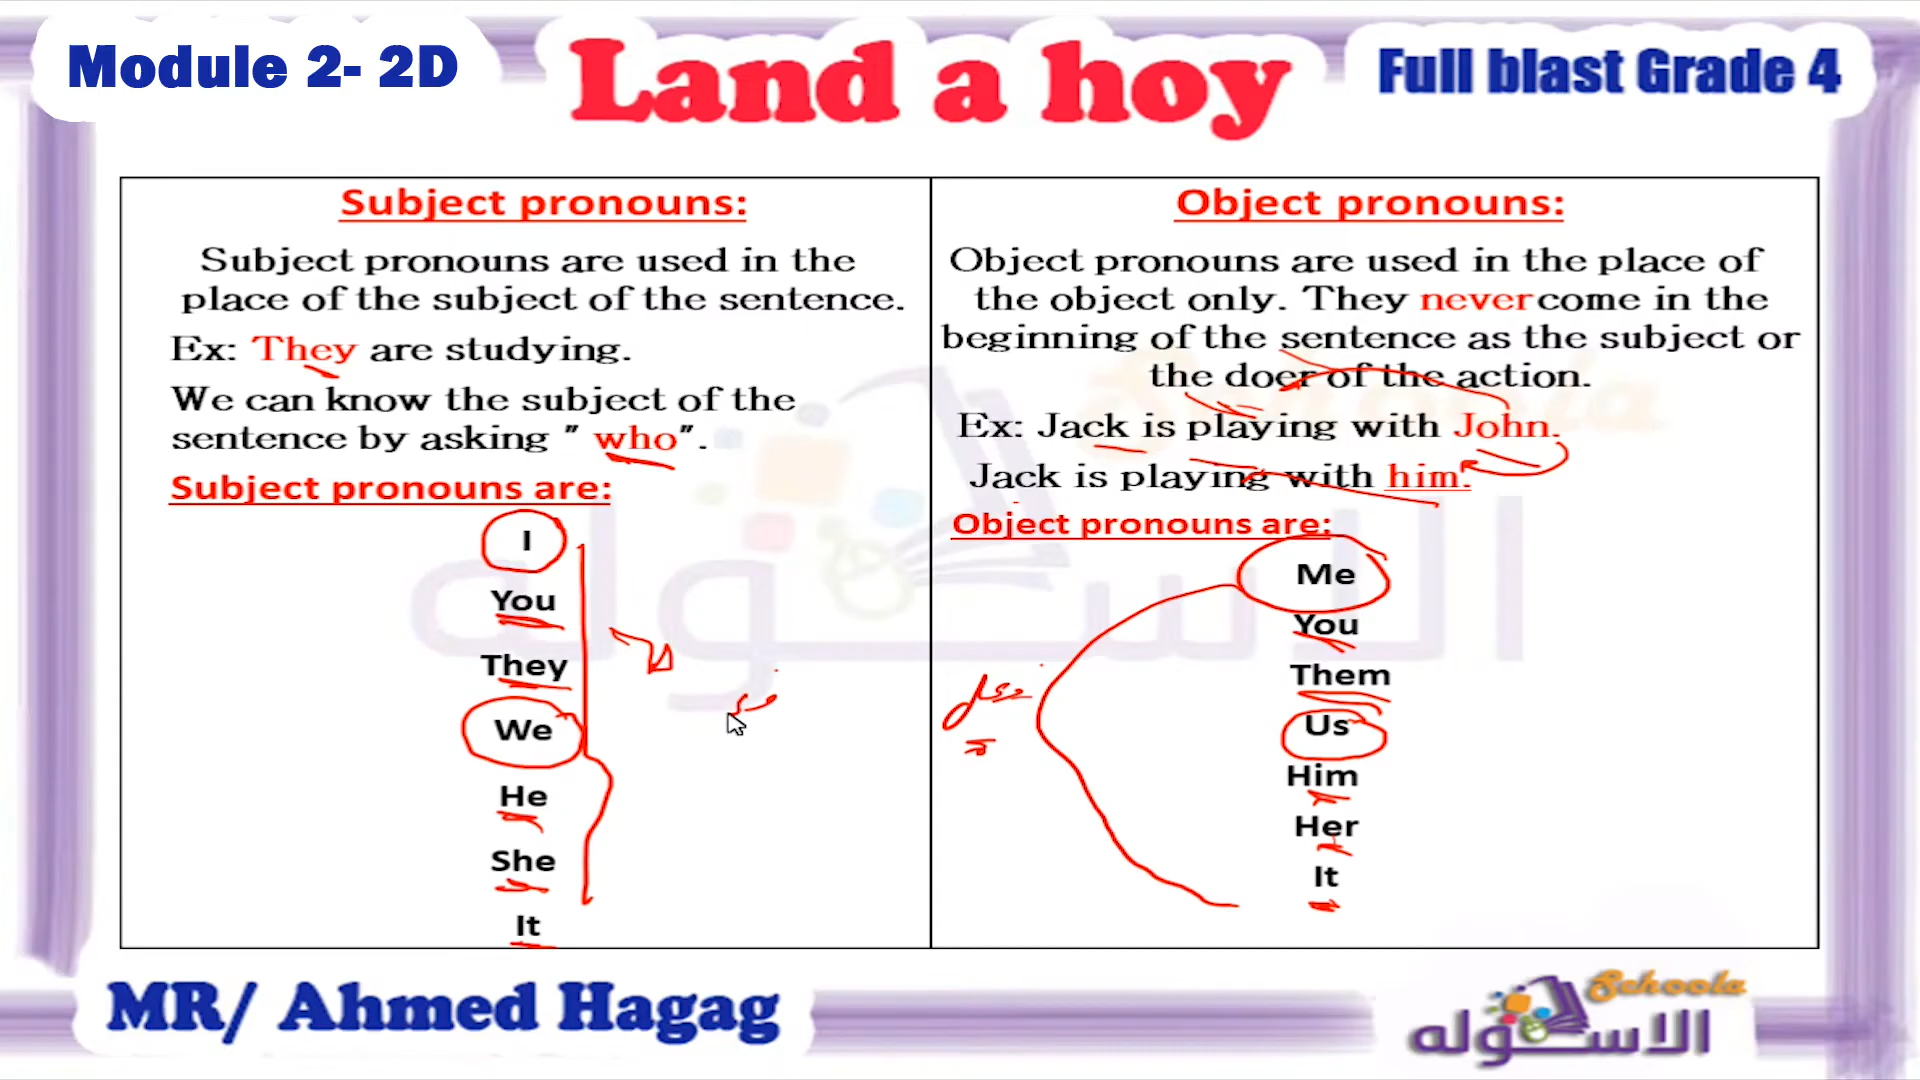 Module 2- 2D
Land a hoy
Full blast Grade 4
Subject pronouns:
Subject pronouns are used in the
place of the subject of the sentence.
Ex: They are studying.
We can know the subject of the
sentence by asking " who".
Subject pronouns are:
I
You
They
We
He
She
It
Object pronouns:
Object pronouns are used in the place of
the object only. They never come in the
beginning of the sentence as the subject or
the doer of the action.
Ex: Jack is playing with John.
Jack is playing with him.
Object pronouns are:
Me
You
Them
Us
Him
Her
It
MR/ Ahmed Hagag
Schoola
الاسكوله